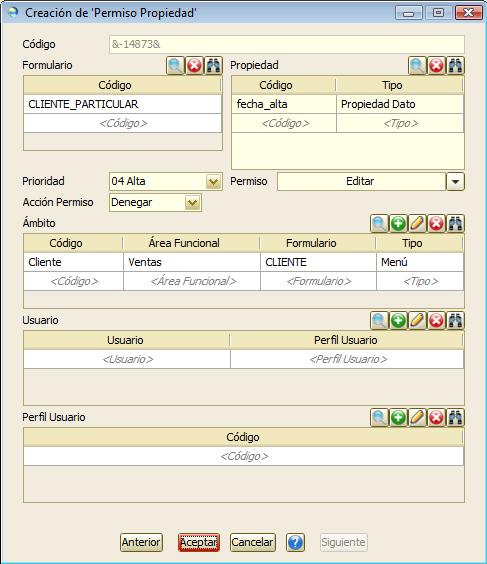 Creación de 'Permiso Propiedad'
Código &-14873&
Formulario Propiedad
Código Código Tipo
CLIENTE_PARTICULAR fecha_alta Propiedad Dato
<Código> <Código> <Tipo>
Prioridad 04 Alta Permiso Editar
Acción Permiso Denegar
Ámbito
Código Área Funcional Formulario Tipo
Cliente Ventas CLIENTE Menú
<Código> <Área Funcional> <Formulario> <Tipo>
Usuario
Usuario Perfil Usuario
<Usuario> <Perfil Usuario>
Perfil Usuario
Código
<Código>
Anterior Aceptar Cancelar ? Siguiente